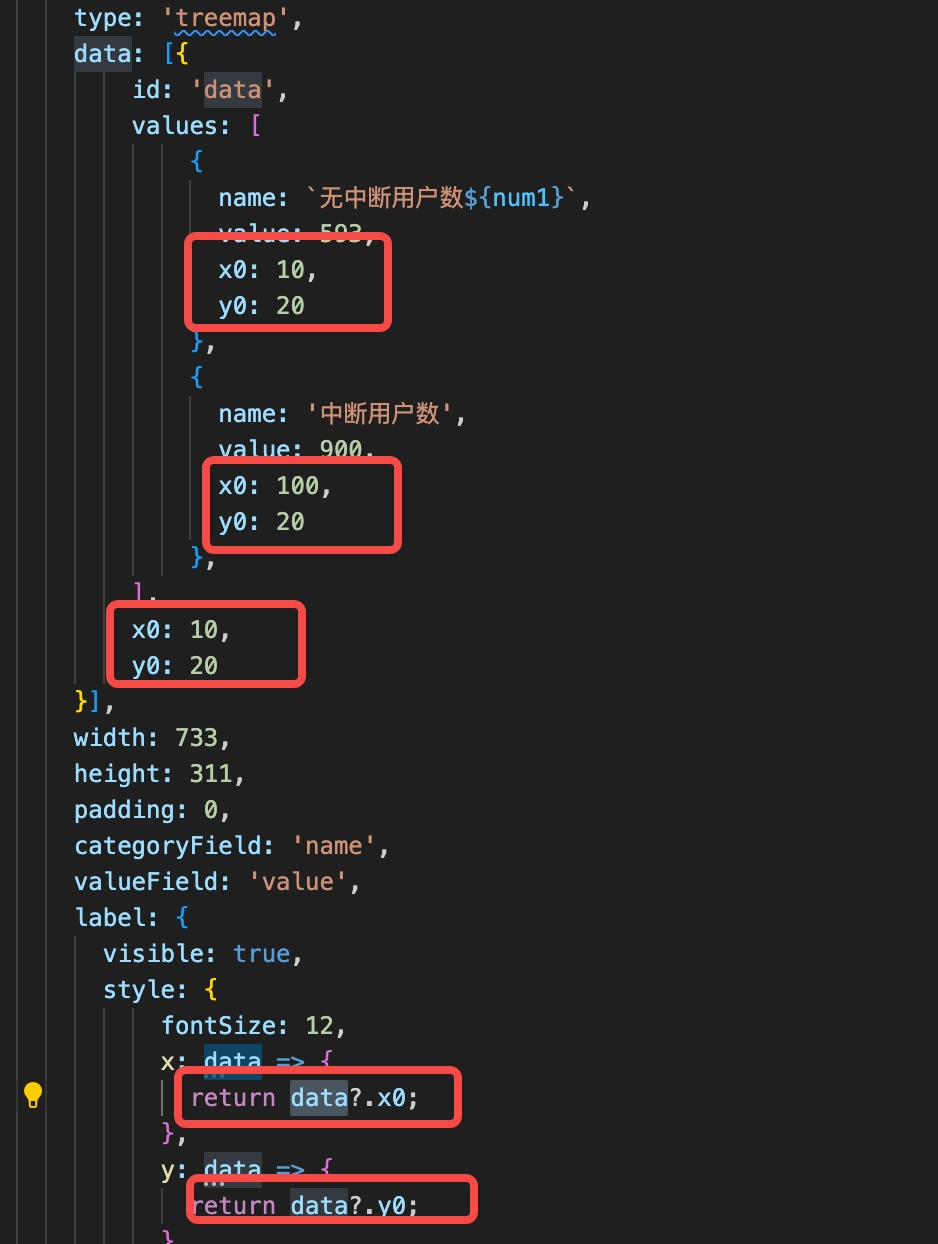 type: 'treemap',
data: [{
id: 'data',
values: [
{
name: `无中断用户数${num1}`,
value: 593,
x0: 10,
y0: 20
},
{
name: '中断用户数',
value: 900,
x0: 100,
y0: 20
},
],
x0: 10,
y0: 20
}],
width: 733,
height: 311,
padding: 0,
categoryField: 'name',
valueField: 'value',
label: {
visible: true,
style: {
fontSize: 12,
x: data => {
return data?.x0;
},
y: data => {
return data?.y0;
}